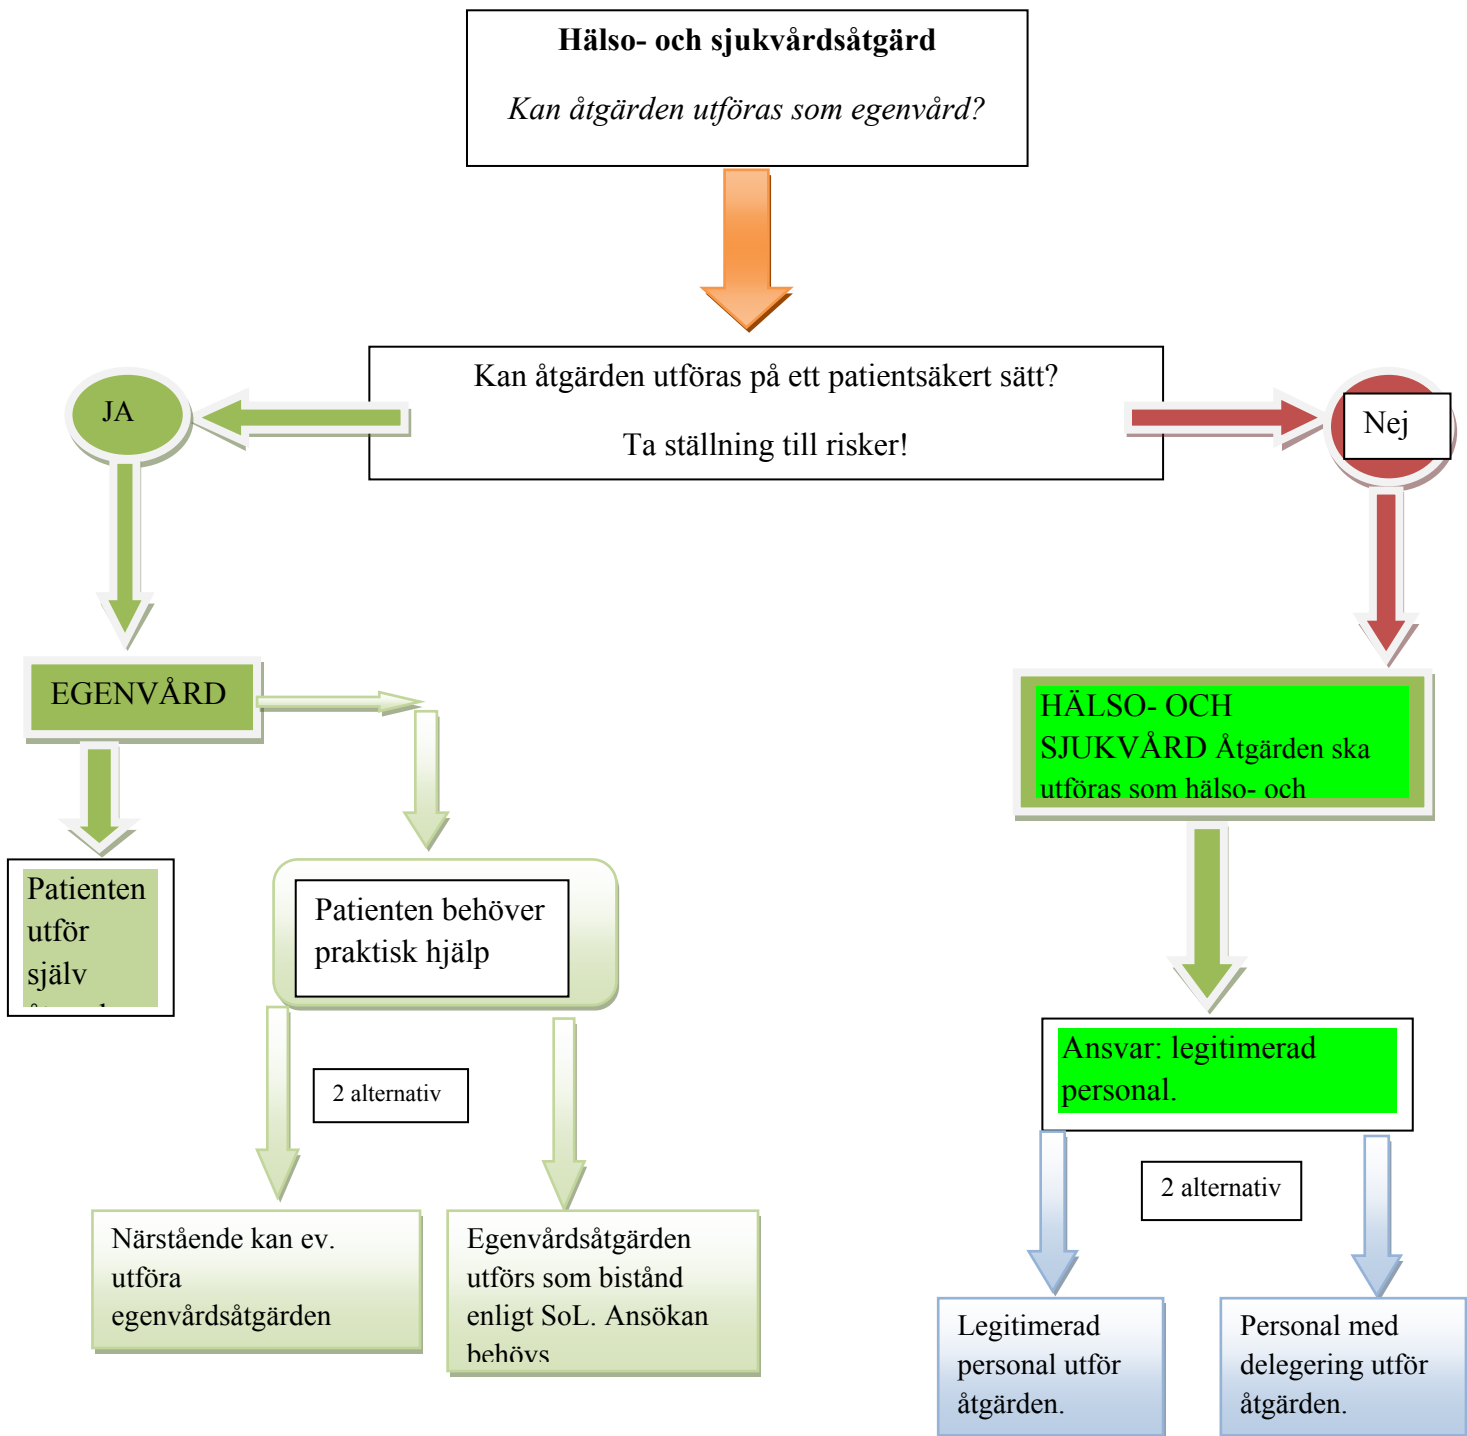 Hälso- och sjukvårdsåtgärd
Kan åtgärden utföras som egenvård?
Kan åtgärden utföras på ett patientsäkert sätt?
Ta ställning till risker!
JA
Nej
EGENVÅRD
HÄLSO- OCH
SJUKVÅRD Åtgärden ska
utföras som hälso- och
Patienten
utför
själv
Patienten behöver
praktisk hjälp
Ansvar: legitimerad
personal.
2 alternativ
2 alternativ
Närstående kan ev.
utföra
egenvårdsåtgärden
Egenvårdsåtgärden
utförs som bistånd
enligt SoL. Ansökan
behövs
Legitimerad
personal utför
åtgärden.
Personal med
delegering utför
åtgärden.